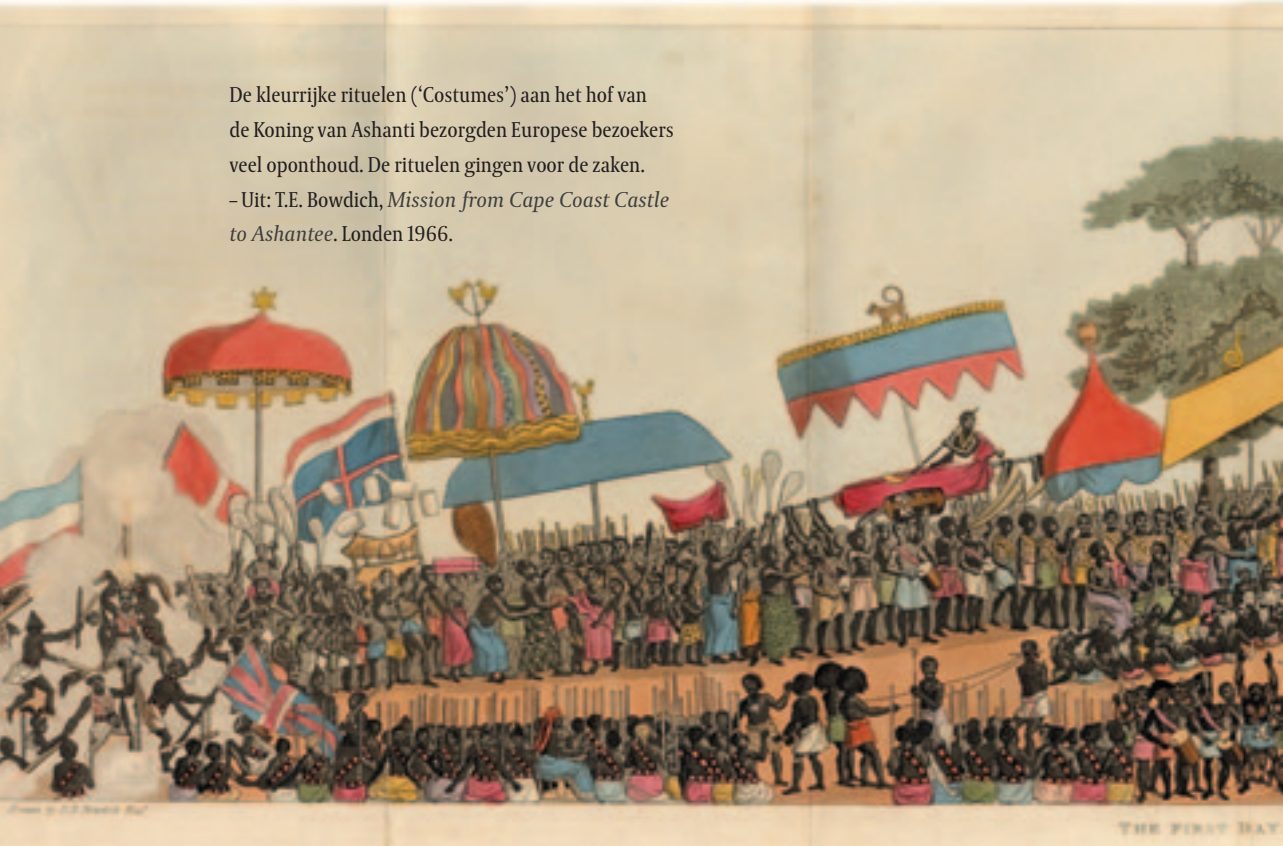 De kleurrijke rituelen (‘Costumes’) aan het hof van
de Koning van Ashanti bezorgden Europese bezoekers
veel oponthoud. De rituelen gingen voor de zaken.
– Uit: T.E. Bowdich, Mission from Cape Coast Castle
to Ashantee. Londen 1966.
THE FIRST DAY